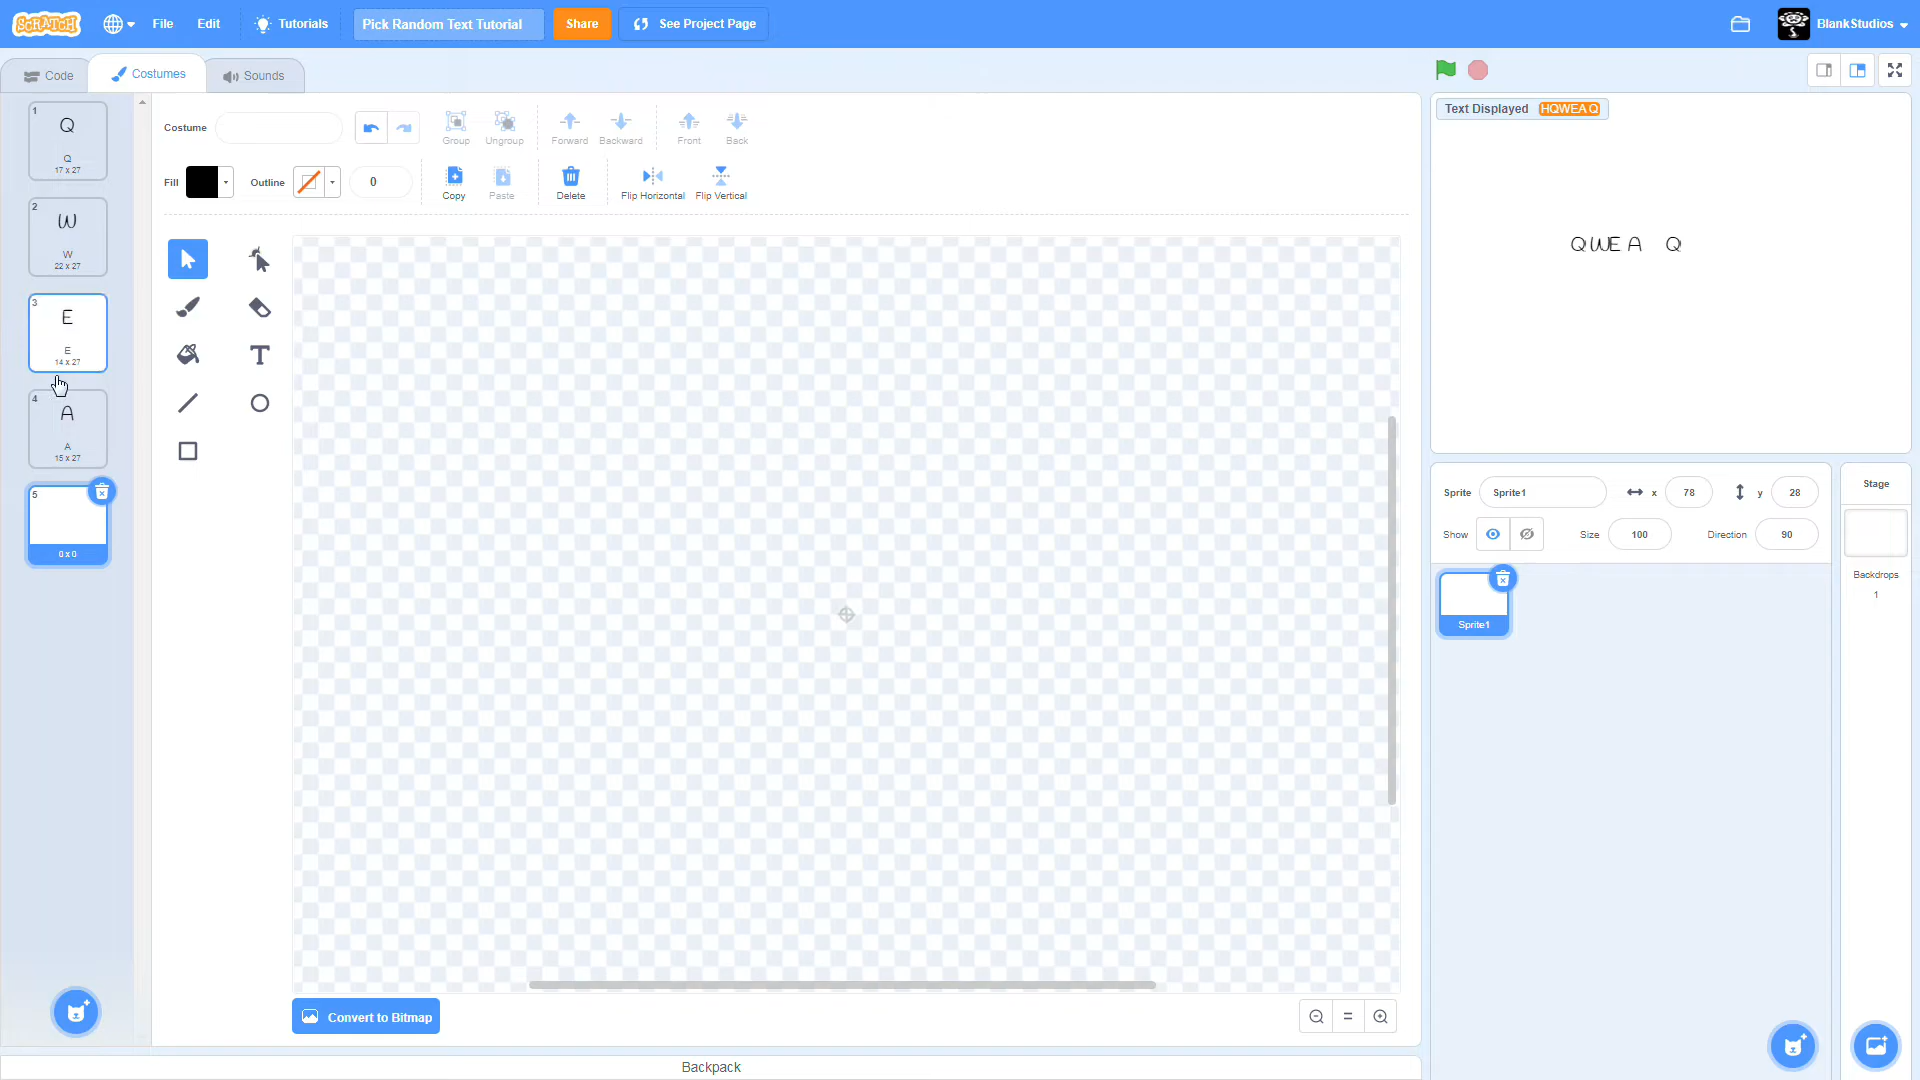 SCRATCH File Edit Tutorials Pick Random Text Tutorial Share See Project Page BlankStudios
Code Costumes Sounds
1 Q
Q
17 x 27
2 W
W
22 x 27
3 E
E
14 x 27
4 A
A
15 x 27
5
0 x 0
Costume Group Ungroup Forward Backward Front Back
Fill Outline 0 Copy Paste Delete Flip Horizontal Flip Vertical
Convert to Bitmap
Backpack
Text Displayed HQWEA Q
QWEA Q
Sprite Sprite1 x 78 y 28
Show Size 100 Direction 90
Sprite1
Stage
Backdrops
1